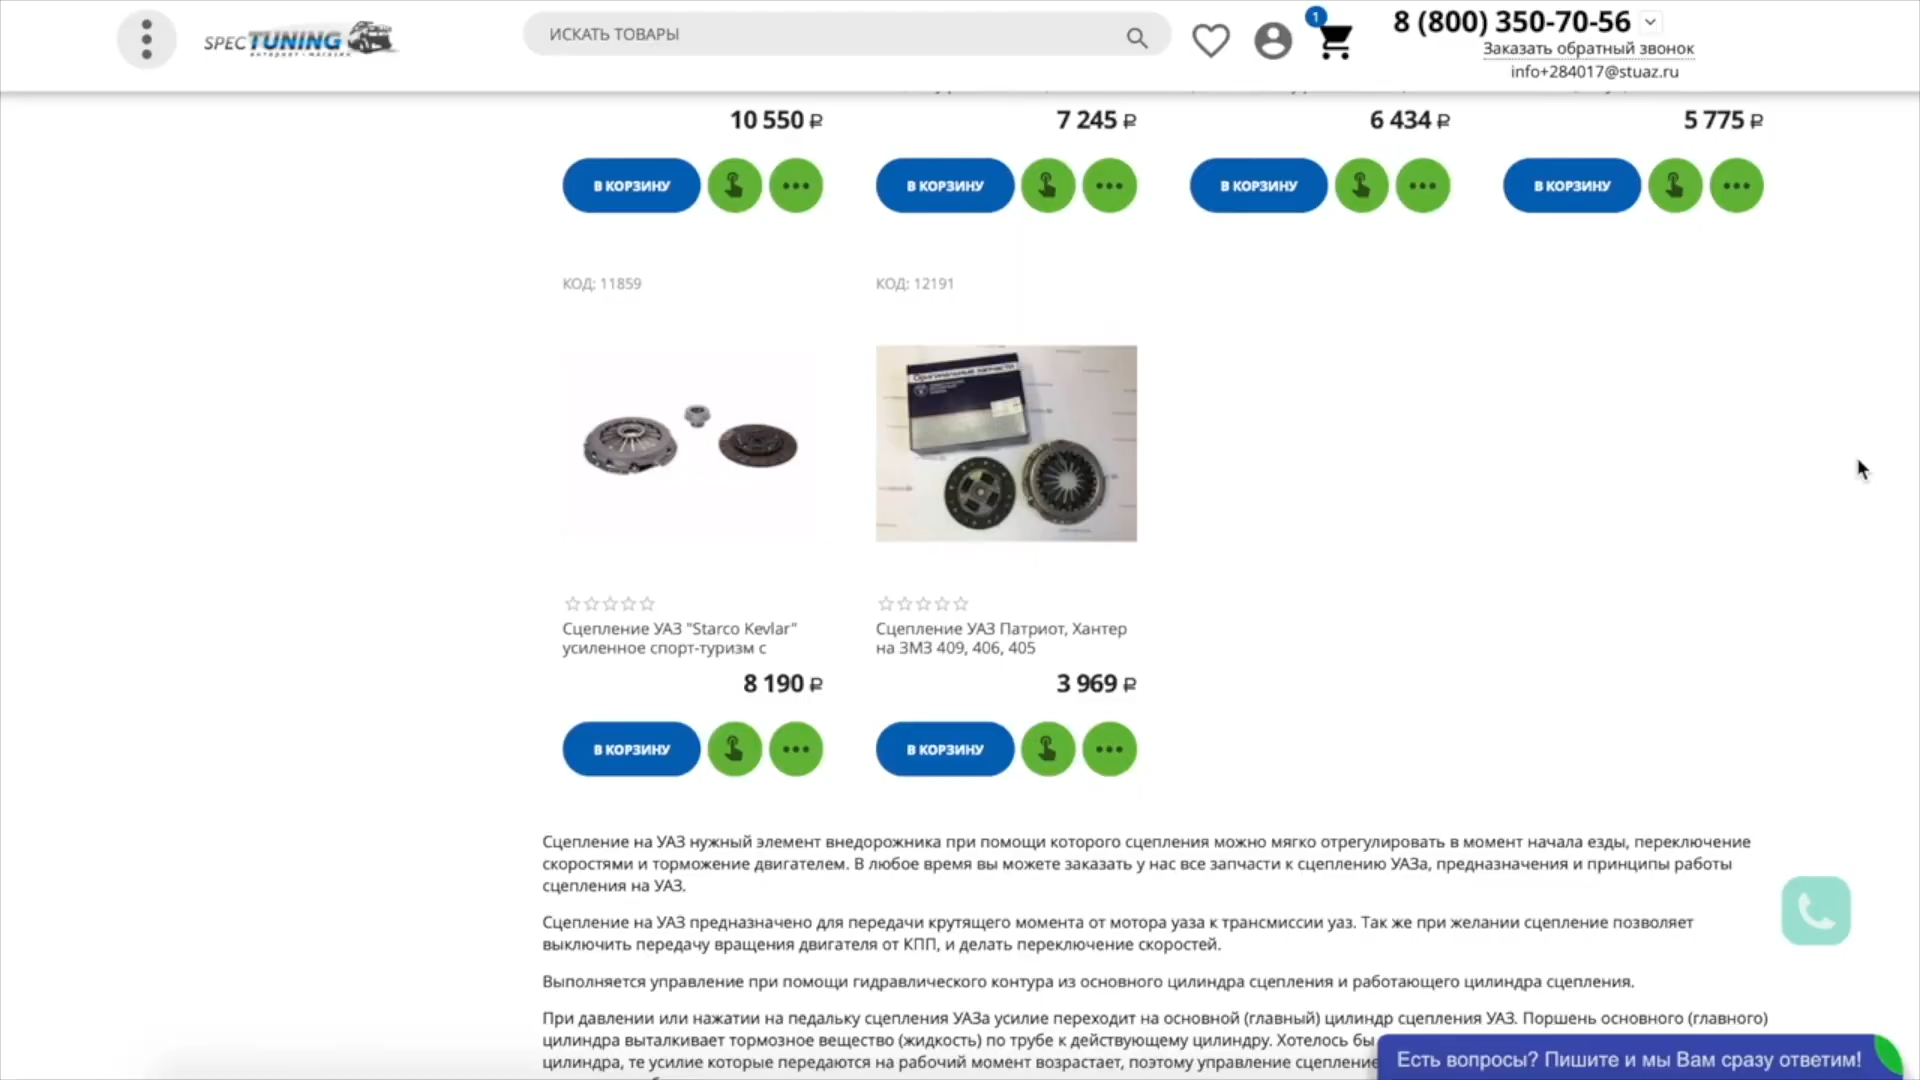 SPECTUNING
интернет - магазин
ИСКАТЬ ТОВАРЫ
1
8 (800) 350-70-56
Заказать обратный звонок
info+284017@stuaz.ru
10 550 ₽
7 245 ₽
6 434 ₽
5 775 ₽
В КОРЗИНУ
В КОРЗИНУ
В КОРЗИНУ
В КОРЗИНУ
КОД: 11859
КОД: 12191
Оригинальные запчасти
Сцепление УАЗ "Starco Kevlar"
усиленное спорт-туризм с
Сцепление УАЗ Патриот, Хантер
на ЗМЗ 409, 406, 405
8 190 ₽
3 969 ₽
В КОРЗИНУ
В КОРЗИНУ
Сцепление на УАЗ нужный элемент внедорожника при помощи которого сцепления можно мягко отрегулировать в момент начала езды, переключение
скоростями и торможение двигателем. В любое время вы можете заказать у нас все запчасти к сцеплению УАЗа, предназначения и принципы работы
сцепления на УАЗ.
Сцепление на УАЗ предназначено для передачи крутящего момента от мотора уаза к трансмиссии уаз. Так же при желании сцепление позволяет
выключить передачу вращения двигателя от КПП, и делать переключение скоростей.
Выполняется управление при помощи гидравлического контура из основного цилиндра сцепления и работающего цилиндра сцепления.
При давлении или нажатии на педальку сцепления УАЗа усилие переходит на основной (главный) цилиндр сцепления УАЗ. Поршень основного (главного)
цилиндра выталкивает тормозное вещество (жидкость) по трубе к действующему цилиндру. Хотелось бы
цилиндра, те усилие которые передаются на рабочий момент возрастает, поэтому управление сцепление
Есть вопросы? Пишите и мы Вам сразу ответим!